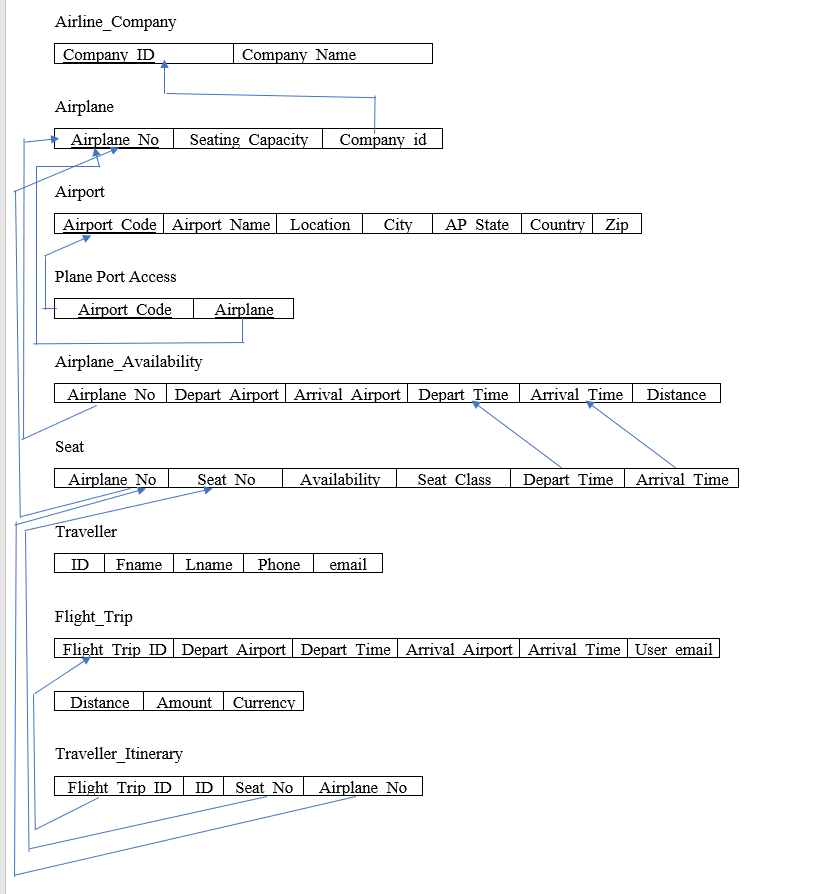 Airline_Company
Company_ID Company_Name
Airplane
Airplane_No Seating_Capacity Company_id
Airport
Airport_Code Airport_Name Location City AP_State Country Zip
Plane Port Access
Airport_Code Airplane
Airplane_Availability
Airplane_No Depart_Airport Arrival_Airport Depart_Time Arrival_Time Distance
Seat
Airplane_No Seat_No Availability Seat_Class Depart_Time Arrival_Time
Traveller
ID Fname Lname Phone email
Flight_Trip
Flight_Trip_ID Depart_Airport Depart_Time Arrival_Airport Arrival_Time User_email
Distance Amount Currency
Traveller_Itinerary
Flight_Trip_ID ID Seat_No Airplane_No